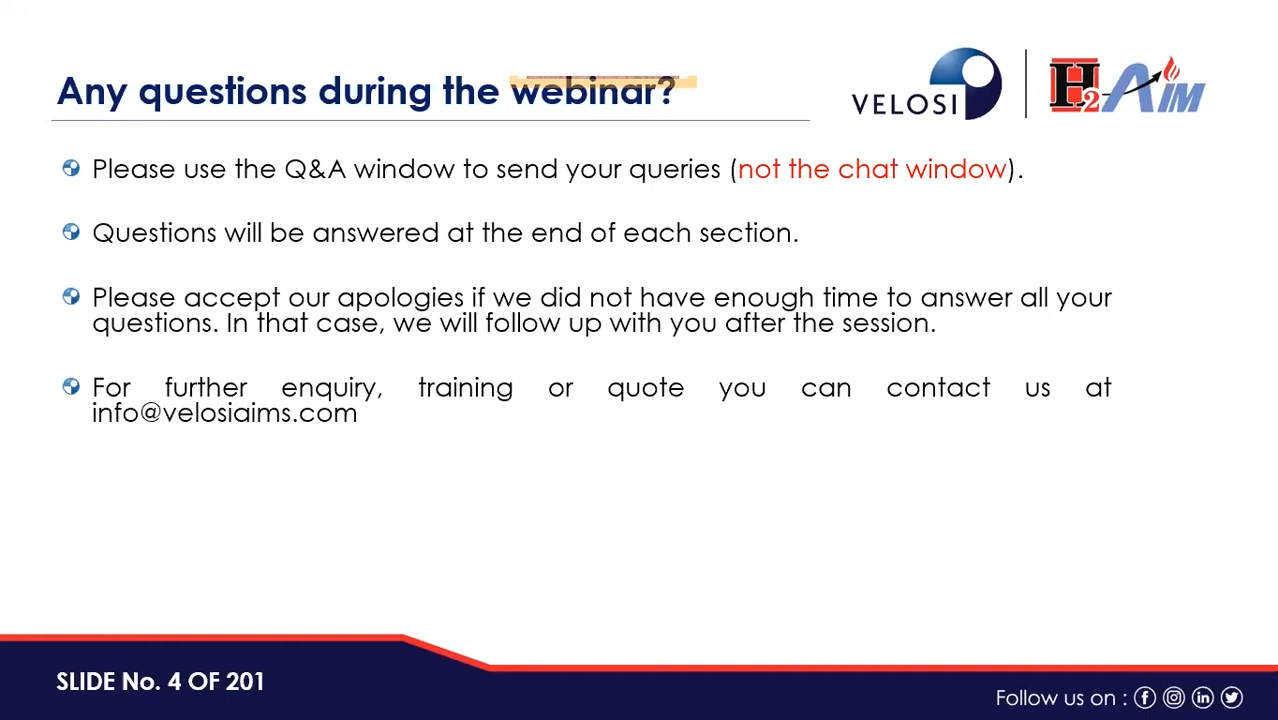 Any questions during the webinar?
VELOSI
H2AIM
Please use the Q&A window to send your queries (not the chat window).
Questions will be answered at the end of each section.
Please accept our apologies if we did not have enough time to answer all your
questions. In that case, we will follow up with you after the session.
For further enquiry, training or quote you can contact us at
info@velosiaims.com
SLIDE No. 4 OF 201
Follow us on :